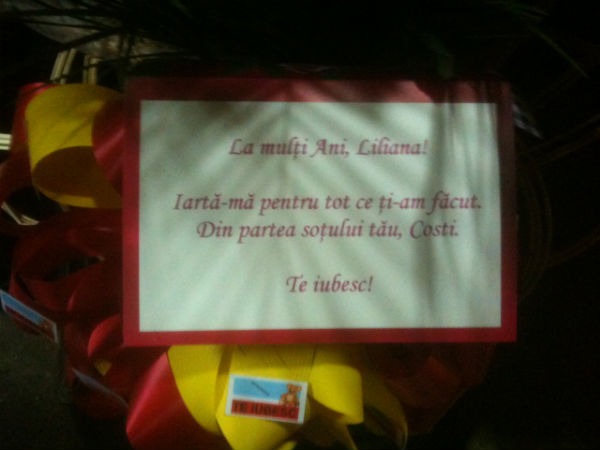 La mulți Ani, Liliana!
Iartă-mă pentru tot ce ți-am făcut.
Din partea soțului tău, Costi.
Te iubesc!
TE IUBESC